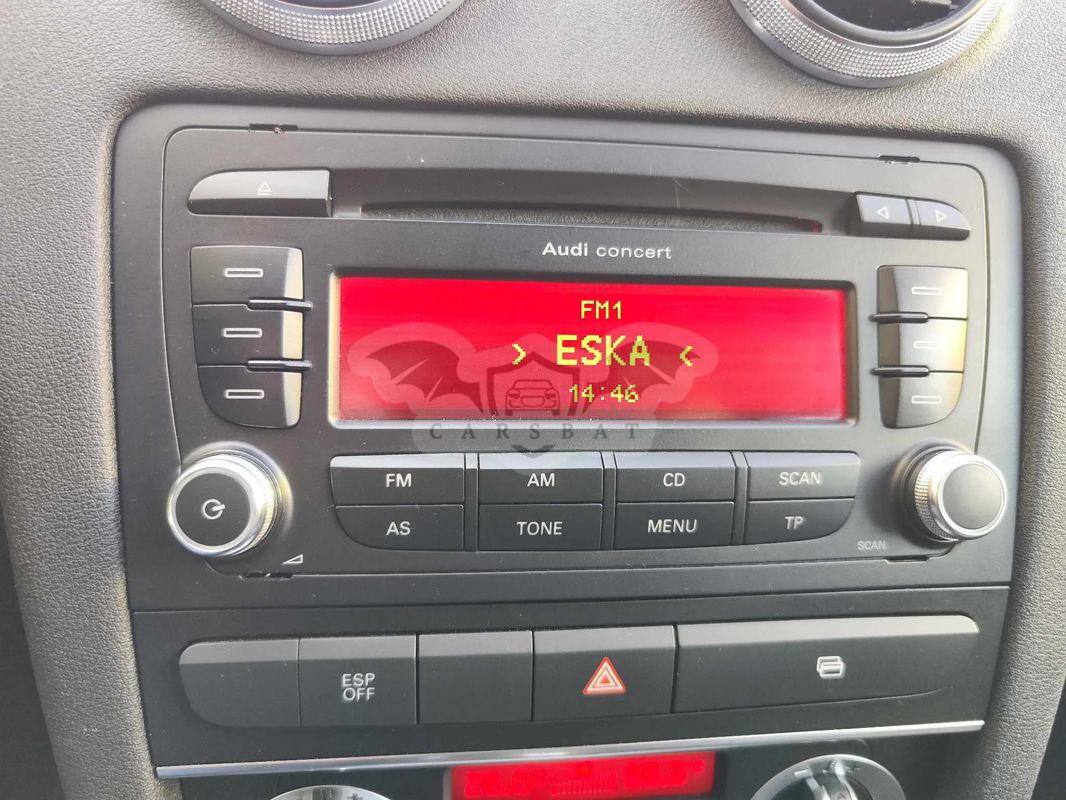 Audi concert
FM1
> ESKA <
14:46
CARSBAT
FM AM CD SCAN
AS TONE MENU TP
SCAN
ESP
OFF